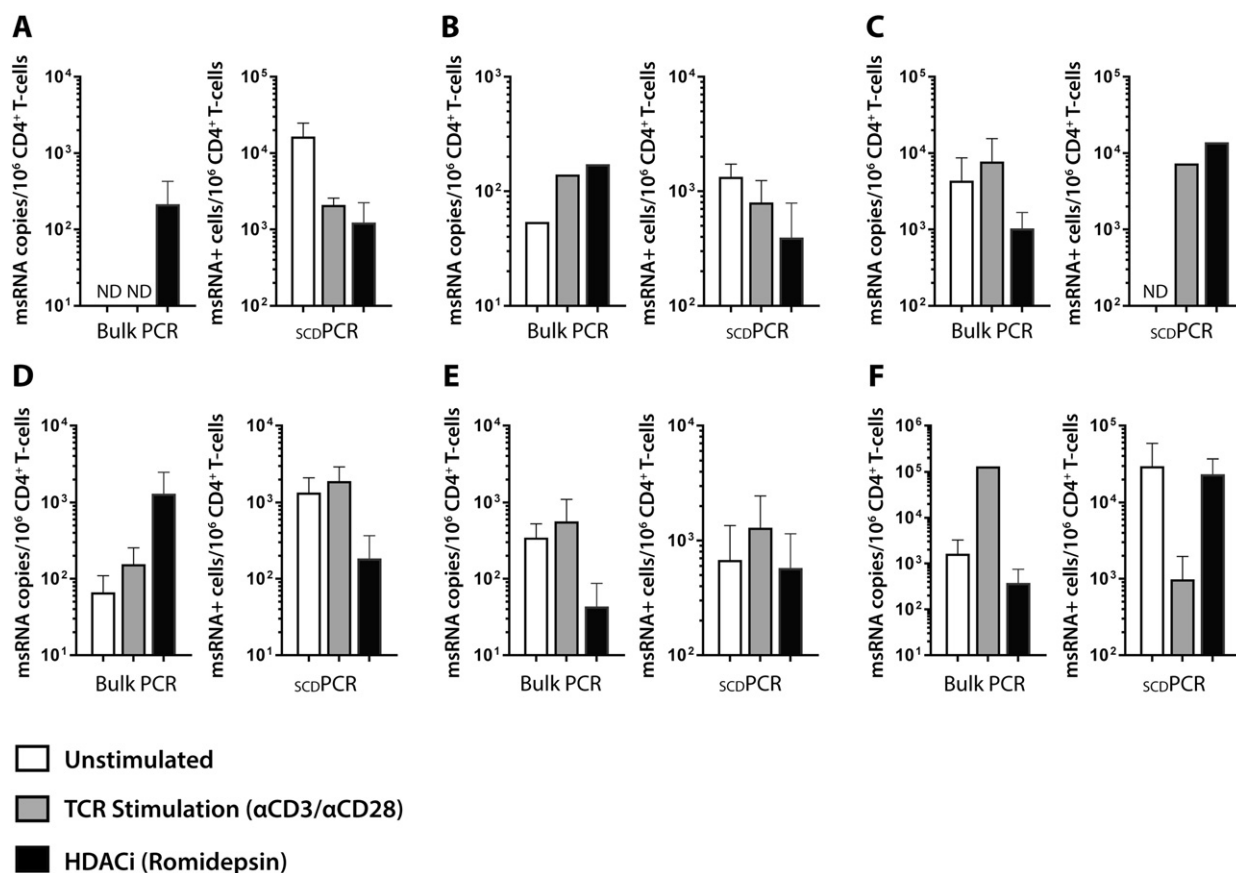 A
msRNA copies/10⁶ CD4⁺ T-cells
10⁴
10³
10²
10¹
ND ND
Bulk PCR
msRNA+ cells/10⁶ CD4⁺ T-cells
10⁵
10⁴
10³
10²
SCDPCR
B
msRNA copies/10⁶ CD4⁺ T-cells
10³
10²
10¹
Bulk PCR
msRNA+ cells/10⁶ CD4⁺ T-cells
10⁴
10³
10²
SCDPCR
C
msRNA copies/10⁶ CD4⁺ T-cells
10⁵
10⁴
10³
10²
Bulk PCR
msRNA+ cells/10⁶ CD4⁺ T-cells
10⁵
10⁴
10³
10²
ND
SCDPCR
D
msRNA copies/10⁶ CD4⁺ T-cells
10⁴
10³
10²
10¹
Bulk PCR
msRNA+ cells/10⁶ CD4⁺ T-cells
10⁴
10³
10²
10¹
SCDPCR
E
msRNA copies/10⁶ CD4⁺ T-cells
10⁴
10³
10²
10¹
Bulk PCR
msRNA+ cells/10⁶ CD4⁺ T-cells
10⁴
10³
10²
SCDPCR
F
msRNA copies/10⁶ CD4⁺ T-cells
10⁶
10⁵
10⁴
10³
10²
10¹
Bulk PCR
msRNA+ cells/10⁶ CD4⁺ T-cells
10⁵
10⁴
10³
10²
SCDPCR
Unstimulated
TCR Stimulation (αCD3/αCD28)
HDACi (Romidepsin)